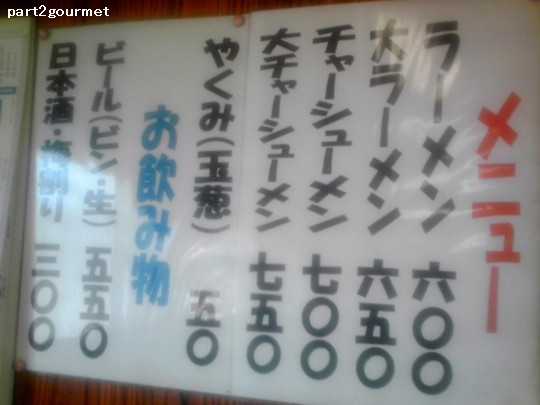 part2gourmet
メニュー
ラーメン 六〇〇
大ラーメン 六五〇
チャーシューメン 七〇〇
大チャーシューメン 七五〇
やくみ(玉葱) 五〇
お飲み物
ビール(ビン・生) 五五〇
日本酒・梅割り 三〇〇